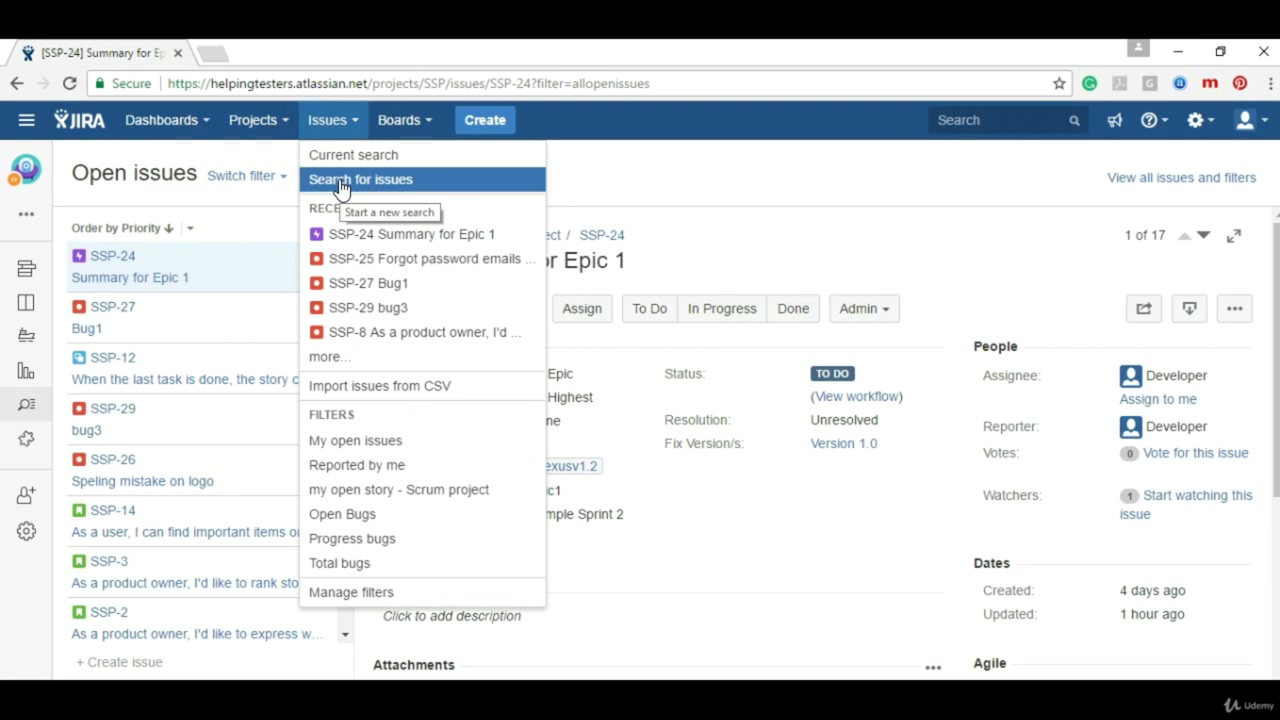 [SSP-24] Summary for Ep
Secure
https://helpingtesters.atlassian.net/projects/SSP/issues/SSP-24?filter=allopenissues
JIRA
Dashboards
Projects
Issues
Boards
Create
Search
Open issues
Switch filter
View all issues and filters
Order by Priority
SSP-24
Summary for Epic 1
SSP-27
Bug1
SSP-12
When the last task is done, the story c
SSP-29
bug3
SSP-26
Speling mistake on logo
SSP-14
As a user, I can find important items o
SSP-3
As a product owner, I'd like to rank sto
SSP-2
As a product owner, I'd like to express w...
+ Create issue
Current search
Search for issues
RECE
Start a new search
SSP-24 Summary for Epic 1
SSP-25 Forgot password emails ...
SSP-27 Bug1
SSP-29 bug3
SSP-8 As a product owner, I'd ...
more...
Import issues from CSV
FILTERS
My open issues
Reported by me
my open story - Scrum project
Open Bugs
Progress bugs
Total bugs
Manage filters
ect / SSP-24
r Epic 1
1 of 17
Assign
To Do
In Progress
Done
Admin
Epic
Highest
ne
exusv1.2
ic1
mple Sprint 2
Status:
TO DO
(View workflow)
Resolution:
Unresolved
Fix Version/s:
Version 1.0
Click to add description
Attachments
People
Assignee:
Developer
Assign to me
Reporter:
Developer
Votes:
0 Vote for this issue
Watchers:
1 Start watching this
issue
Dates
Created:
4 days ago
Updated:
1 hour ago
Agile
Udemy